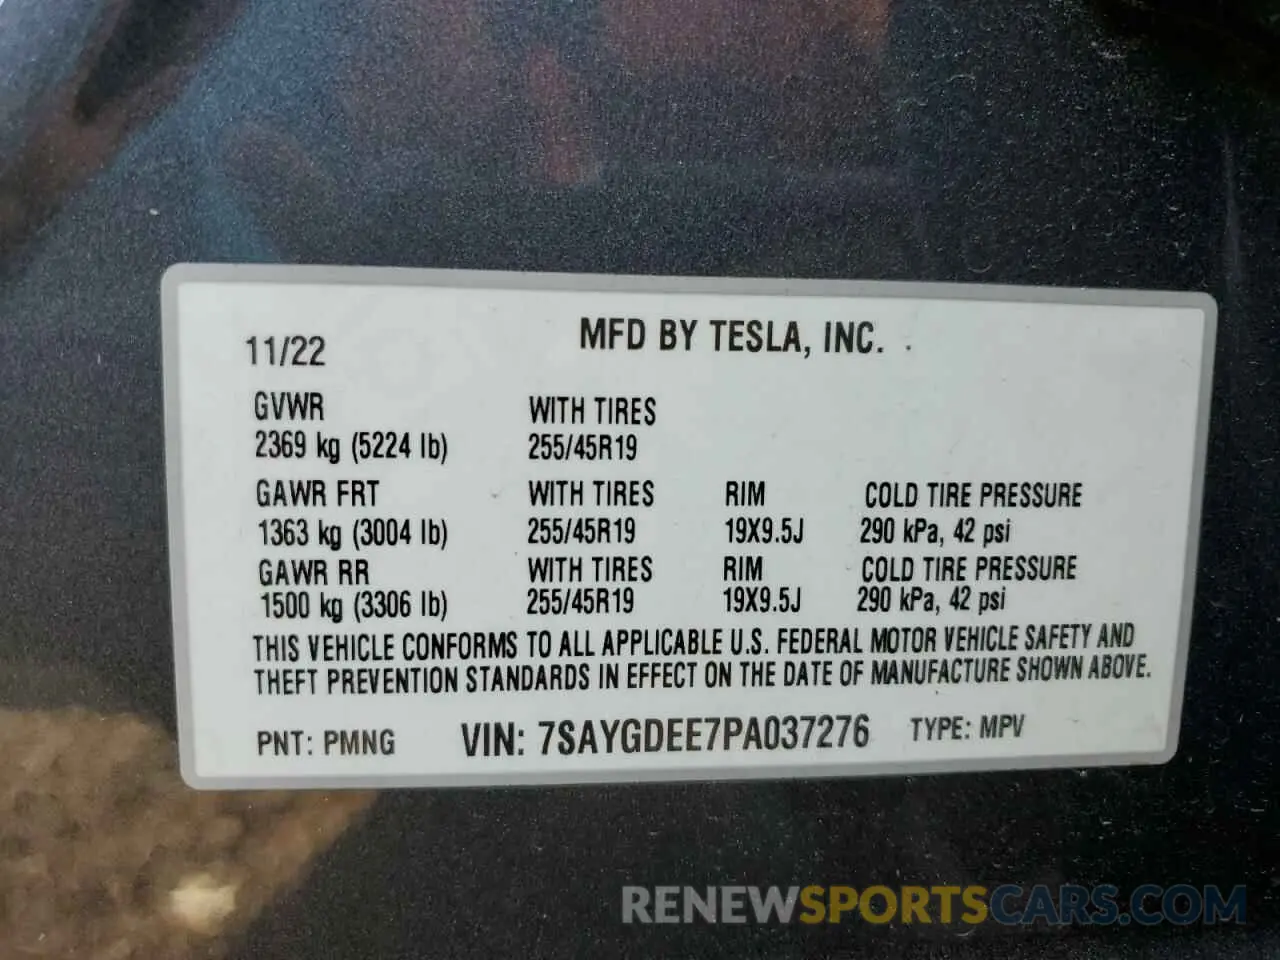 11/22 MFD BY TESLA, INC.
GVWR WITH TIRES
2369 kg (5224 lb) 255/45R19
GAWR FRT WITH TIRES RIM COLD TIRE PRESSURE
1363 kg (3004 lb) 255/45R19 19X9.5J 290 kPa, 42 psi
GAWR RR WITH TIRES RIM COLD TIRE PRESSURE
1500 kg (3306 lb) 255/45R19 19X9.5J 290 kPa, 42 psi
THIS VEHICLE CONFORMS TO ALL APPLICABLE U.S. FEDERAL MOTOR VEHICLE SAFETY AND
THEFT PREVENTION STANDARDS IN EFFECT ON THE DATE OF MANUFACTURE SHOWN ABOVE.
PNT: PMNG VIN: 7SAYGDEE7PA037276 TYPE: MPV
RENEWSPORTSCARS.COM